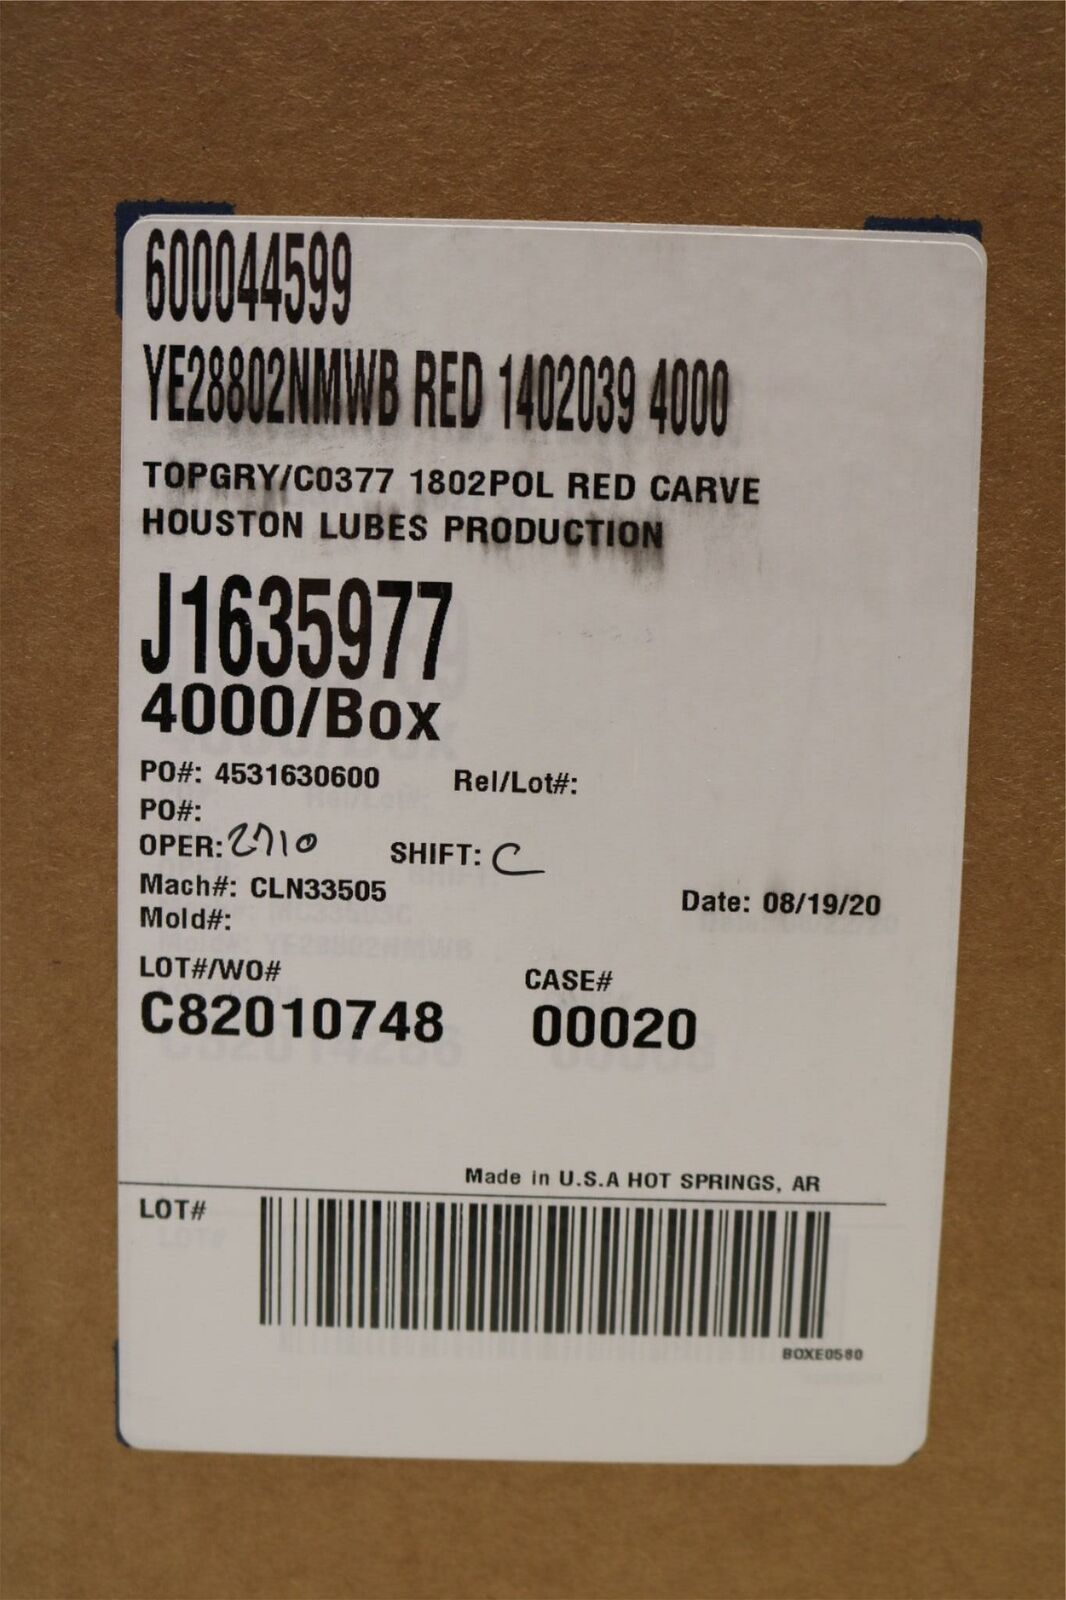 600044599
YE28802NMWB RED 1402039 4000
TOPGRY/C0377 1802POL RED CARVE
HOUSTON LUBES PRODUCTION
J1635977
4000/Box
PO#: 4531630600 Rel/Lot#:
PO#:
OPER: 2710 SHIFT: C
Mach#: CLN33505 Date: 08/19/20
Mold#:
LOT#/WO# CASE#
C82010748 00020
Made in U.S.A HOT SPRINGS, AR
LOT#
BOXE0580